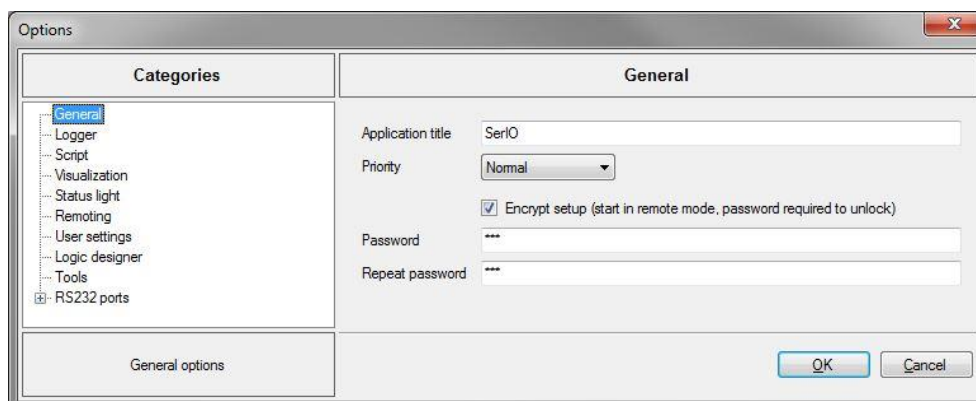 Options
Categories
General
Logger
Script
Visualization
Status light
Remoting
User settings
Logic designer
Tools
RS232 ports
General options
General
Application title SerIO
Priority Normal
Encrypt setup (start in remote mode, password required to unlock)
Password ***
Repeat password ***
OK Cancel